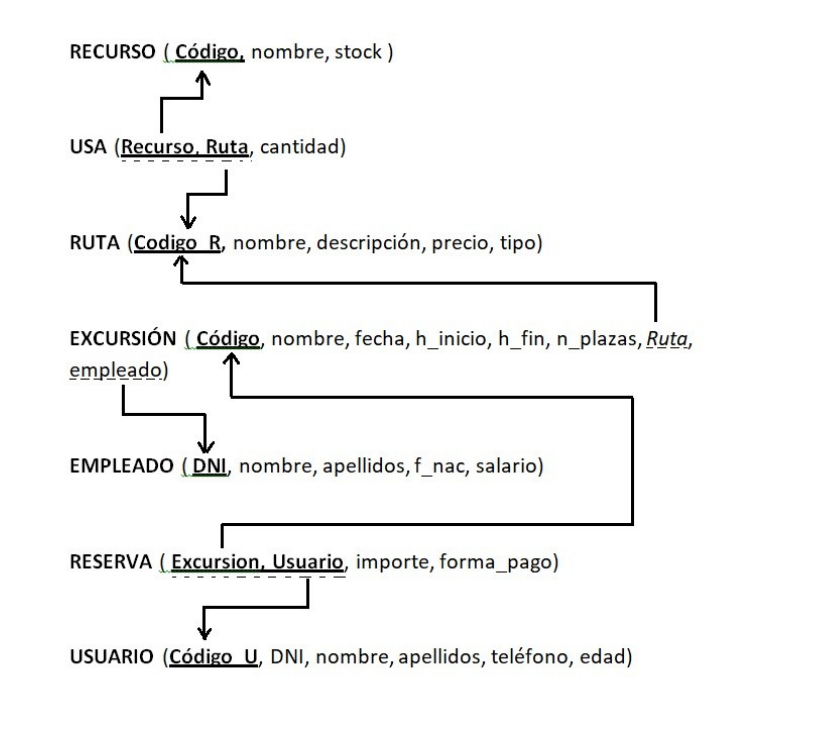 RECURSO ( Código, nombre, stock )
USA (Recurso, Ruta, cantidad)
RUTA (Codigo_R, nombre, descripción, precio, tipo)
EXCURSIÓN ( Código, nombre, fecha, h_inicio, h_fin, n_plazas, Ruta,
empleado)
EMPLEADO ( DNI, nombre, apellidos, f_nac, salario)
RESERVA ( Excursion, Usuario, importe, forma_pago)
USUARIO (Código_U, DNI, nombre, apellidos, teléfono, edad)